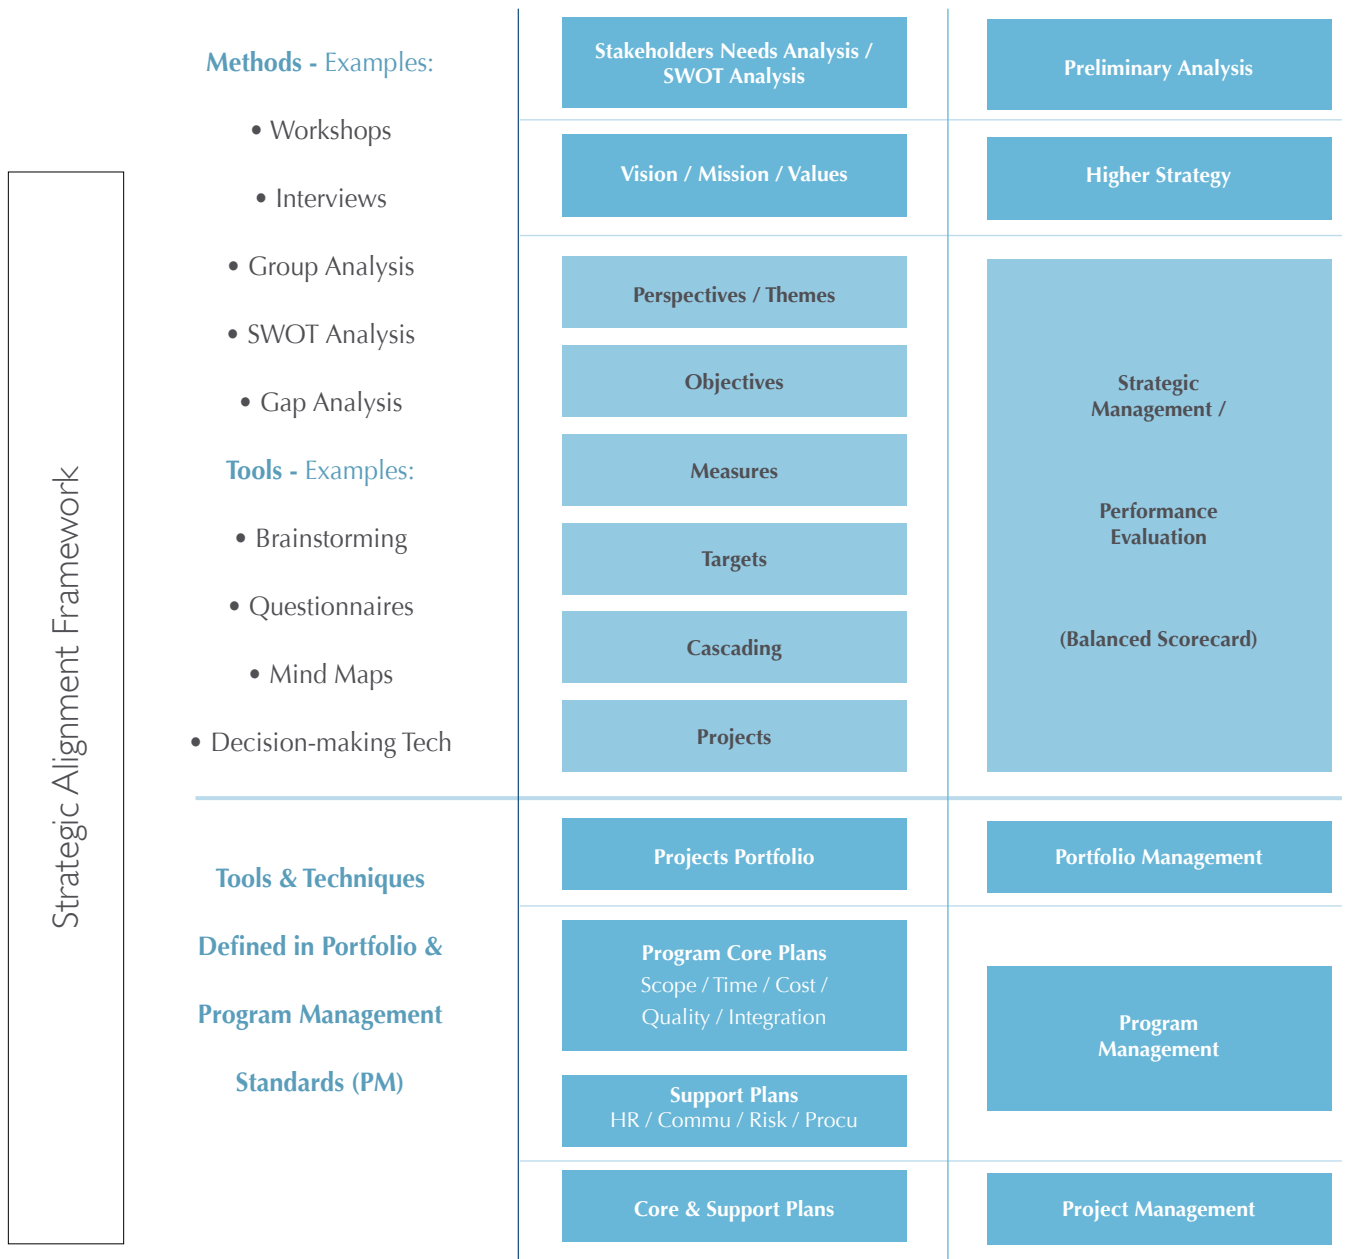 Strategic Alignment Framework
Methods - Examples:
• Workshops
• Interviews
• Group Analysis
• SWOT Analysis
• Gap Analysis
Tools - Examples:
• Brainstorming
• Questionnaires
• Mind Maps
• Decision-making Tech
Tools & Techniques
Defined in Portfolio &
Program Management
Standards (PM)
Stakeholders Needs Analysis /
SWOT Analysis
Preliminary Analysis
Vision / Mission / Values
Higher Strategy
Perspectives / Themes
Objectives
Measures
Targets
Cascading
Projects
Strategic
Management /
Performance
Evaluation
(Balanced Scorecard)
Projects Portfolio
Portfolio Management
Program Core Plans
Scope / Time / Cost /
Quality / Integration
Support Plans
HR / Commu / Risk / Procu
Program
Management
Core & Support Plans
Project Management